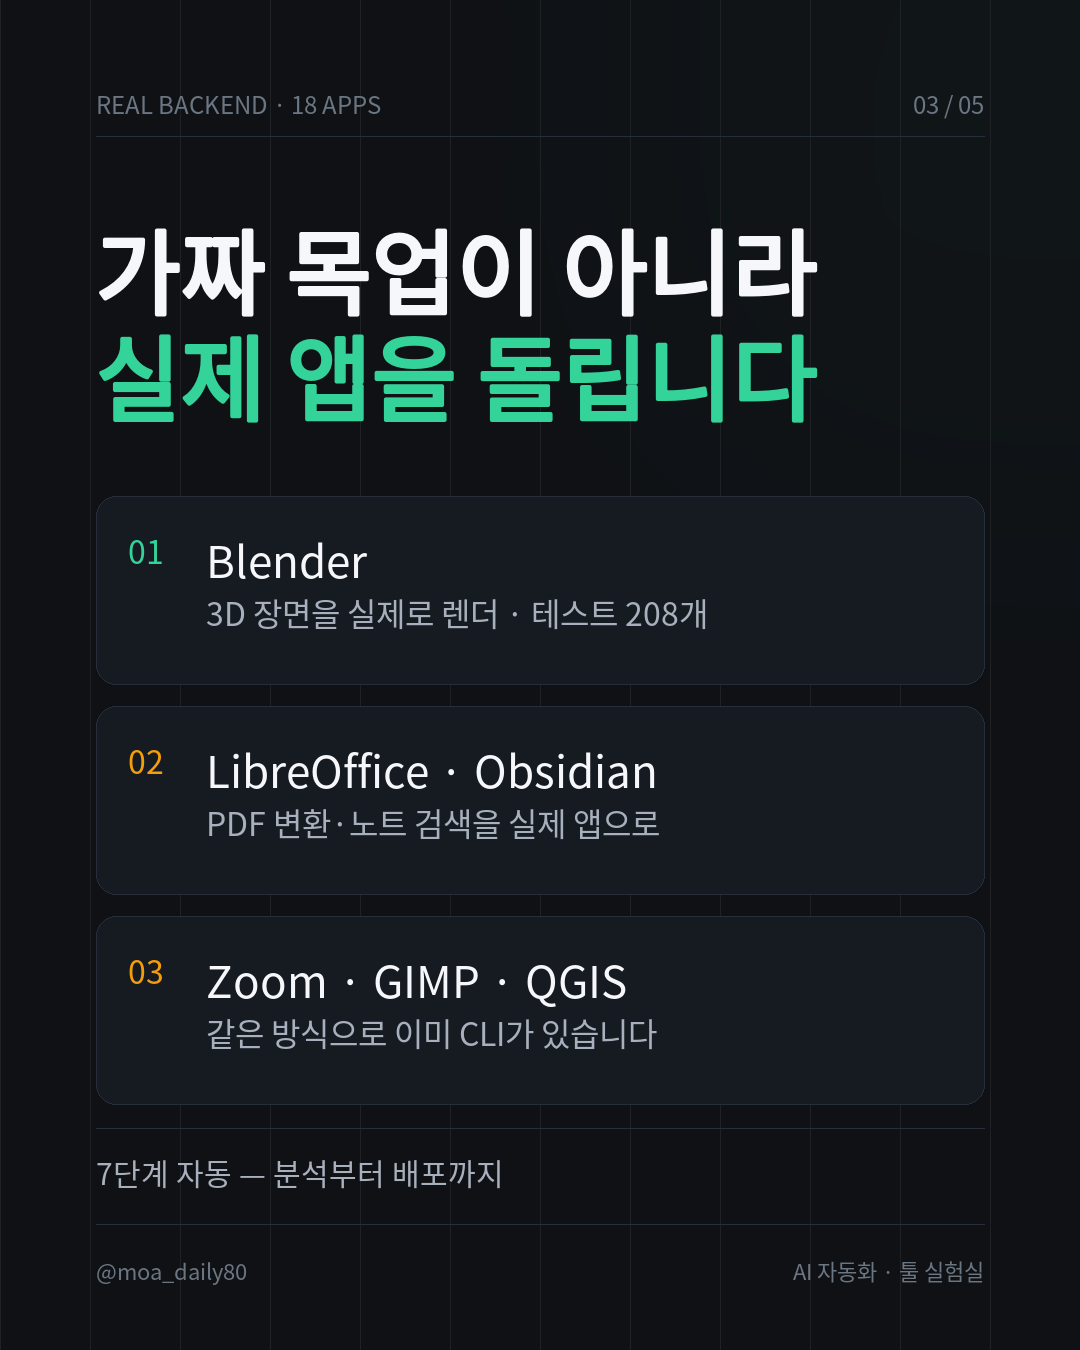 REAL BACKEND · 18 APPS
03 / 05
가짜 목업이 아니라
실제 앱을 돌립니다
01
Blender
3D 장면을 실제로 렌더 · 테스트 208개
02
LibreOffice · Obsidian
PDF 변환·노트 검색을 실제 앱으로
03
Zoom · GIMP · QGIS
같은 방식으로 이미 CLI가 있습니다
7단계 자동 — 분석부터 배포까지
@moa_daily80
AI 자동화 · 툴 실험실